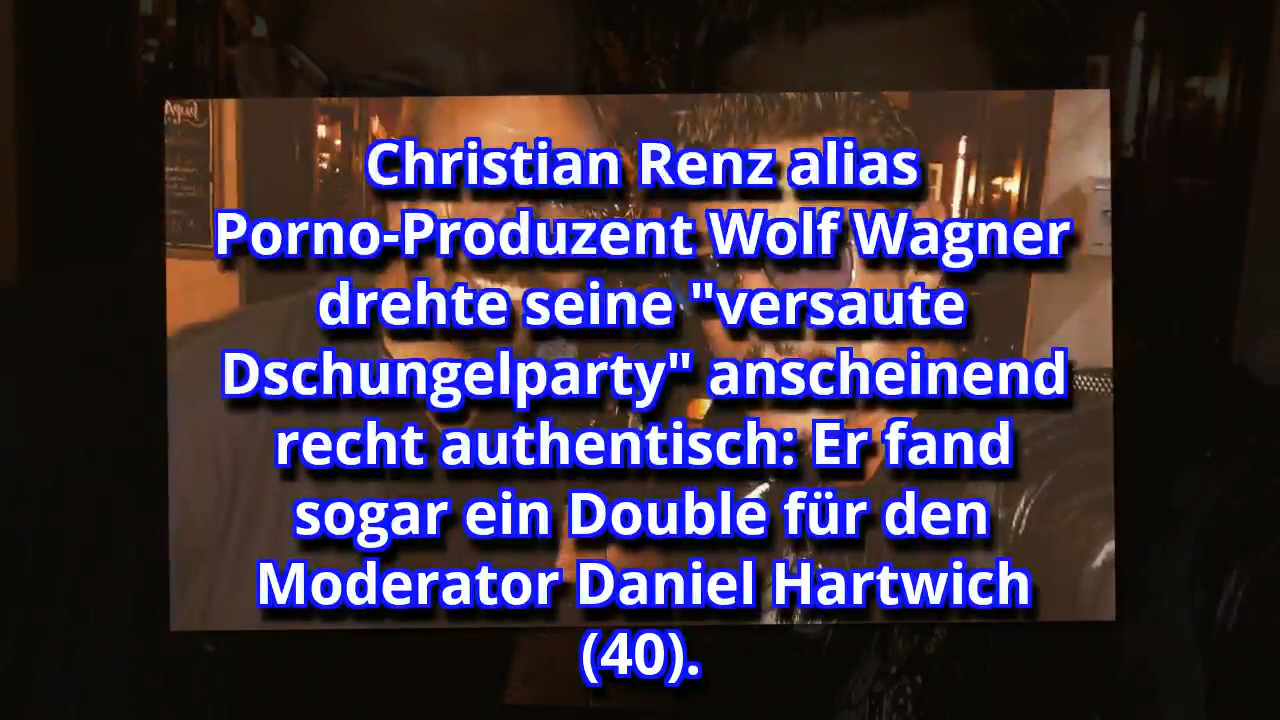 Christian Renz alias
Porno-Produzent Wolf Wagner
drehte seine "versaute
Dschungelparty" anscheinend
recht authentisch: Er fand
sogar ein Double für den
Moderator Daniel Hartwich
(40).